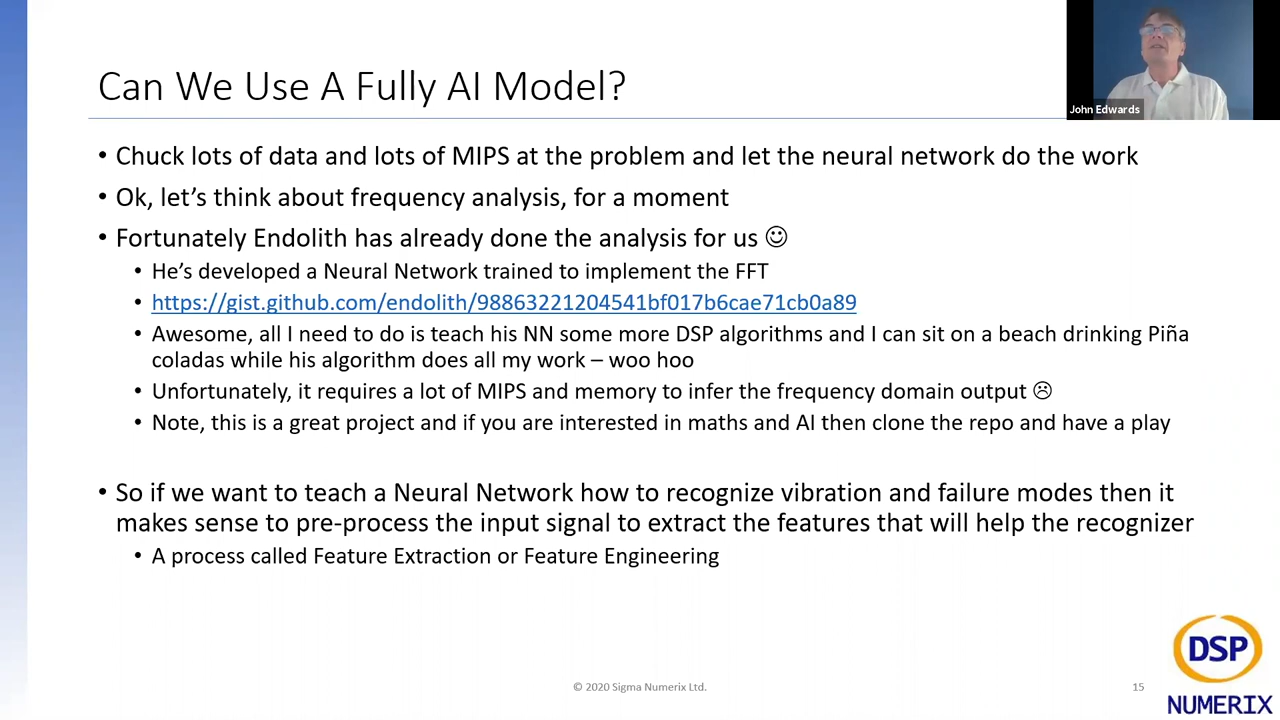 Can We Use A Fully AI Model?
John Edwards
• Chuck lots of data and lots of MIPS at the problem and let the neural network do the work
• Ok, let’s think about frequency analysis, for a moment
• Fortunately Endolith has already done the analysis for us ☺
• He’s developed a Neural Network trained to implement the FFT
• https://gist.github.com/endolith/98863221204541bf017b6cae71cb0a89
• Awesome, all I need to do is teach his NN some more DSP algorithms and I can sit on a beach drinking Piña
coladas while his algorithm does all my work – woo hoo
• Unfortunately, it requires a lot of MIPS and memory to infer the frequency domain output ☹
• Note, this is a great project and if you are interested in maths and AI then clone the repo and have a play
• So if we want to teach a Neural Network how to recognize vibration and failure modes then it
makes sense to pre-process the input signal to extract the features that will help the recognizer
• A process called Feature Extraction or Feature Engineering
© 2020 Sigma Numerix Ltd.
15
DSP
NUMERIX